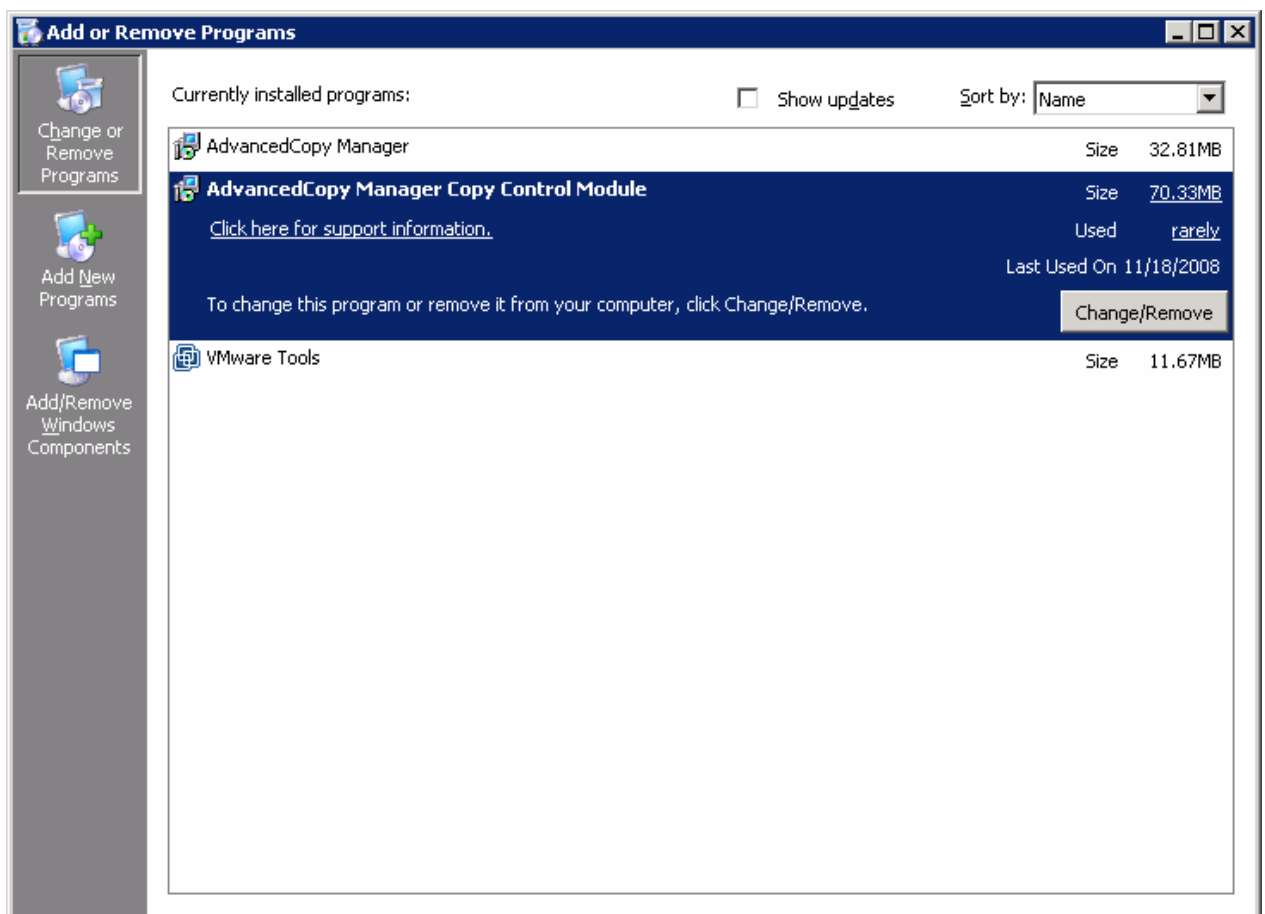 Add or Remove Programs
Change or
Remove
Programs
Add New
Programs
Add/Remove
Windows
Components
Currently installed programs:
Show updates
Sort by: Name
AdvancedCopy Manager Size 32.81MB
AdvancedCopy Manager Copy Control Module Size 70.33MB
Click here for support information. Used rarely
Last Used On 11/18/2008
To change this program or remove it from your computer, click Change/Remove. Change/Remove
VMware Tools Size 11.67MB